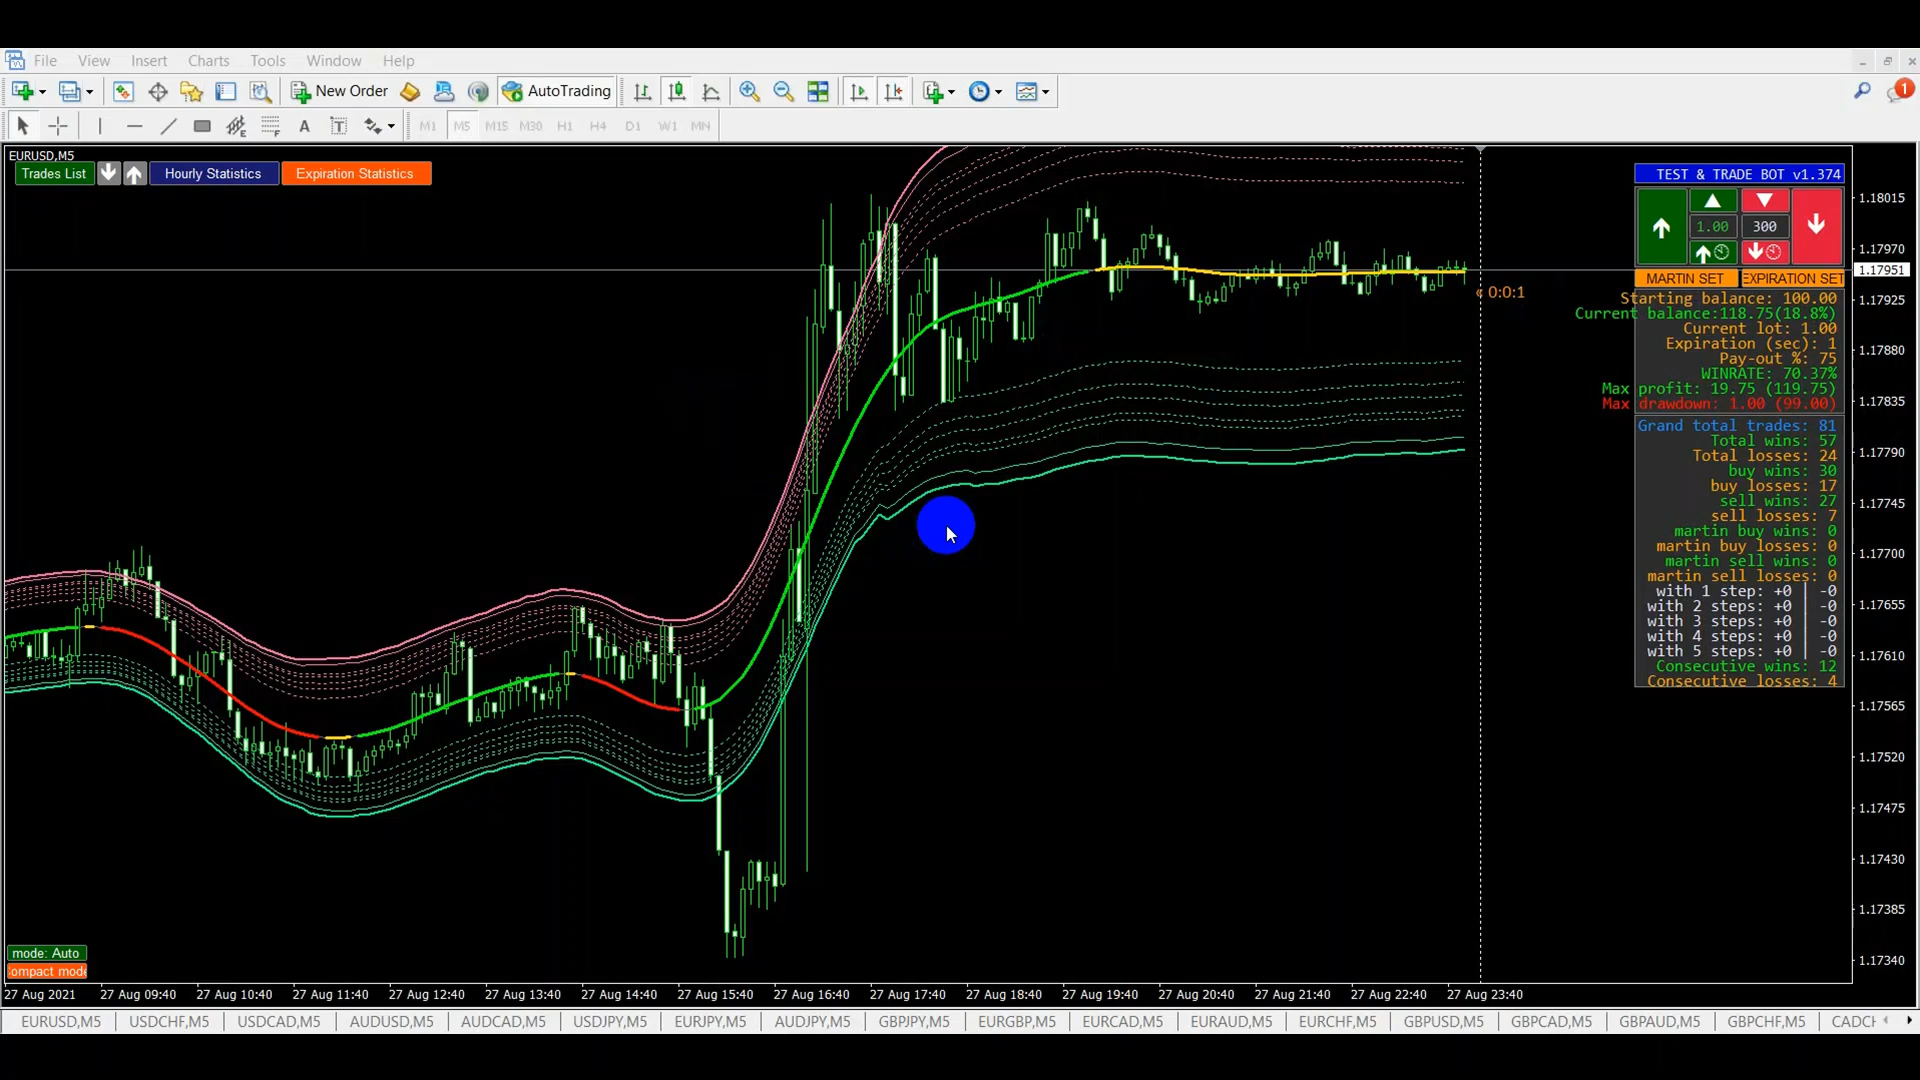 File View Insert Charts Tools Window Help
New Order AutoTrading 1
A T M1 M5 M15 M30 H1 H4 D1 W1 MN
EURUSD,M5
Trades List Hourly Statistics Expiration Statistics
TEST & TRADE BOT v1.374
1.00 300
MARTIN SET EXPIRATION SET
Starting balance: 100.00
Current balance:118.75(18.8%)
Current lot: 1.00
Expiration (sec): 1
Pay-out %: 75
WINRATE: 70.37%
Max profit: 19.75 (119.75)
Max drawdown: 1.00 (99.00)
Grand total trades: 81
Total wins: 57
Total losses: 24
buy wins: 30
buy losses: 17
sell wins: 27
sell losses: 7
martin buy wins: 0
martin buy losses: 0
martin sell wins: 0
martin sell losses: 0
with 1 step: +0 | -0
with 2 steps: +0 | -0
with 3 steps: +0 | -0
with 4 steps: +0 | -0
with 5 steps: +0 | -0
Consecutive wins: 12
Consecutive losses: 4
« 0:0:1
1.18015
1.17970
1.17951
1.17925
1.17880
1.17835
1.17790
1.17745
1.17700
1.17655
1.17610
1.17565
1.17520
1.17475
1.17430
1.17385
1.17340
mode: Auto
ompact mode
27 Aug 2021 27 Aug 09:40 27 Aug 10:40 27 Aug 11:40 27 Aug 12:40 27 Aug 13:40 27 Aug 14:40 27 Aug 15:40 27 Aug 16:40 27 Aug 17:40 27 Aug 18:40 27 Aug 19:40 27 Aug 20:40 27 Aug 21:40 27 Aug 22:40 27 Aug 23:40
EURUSD,M5 USDCHF,M5 USDCAD,M5 AUDUSD,M5 AUDCAD,M5 USDJPY,M5 EURJPY,M5 AUDJPY,M5 GBPJPY,M5 EURGBP,M5 EURCAD,M5 EURAUD,M5 EURCHF,M5 GBPUSD,M5 GBPCAD,M5 GBPAUD,M5 GBPCHF,M5 CADCH